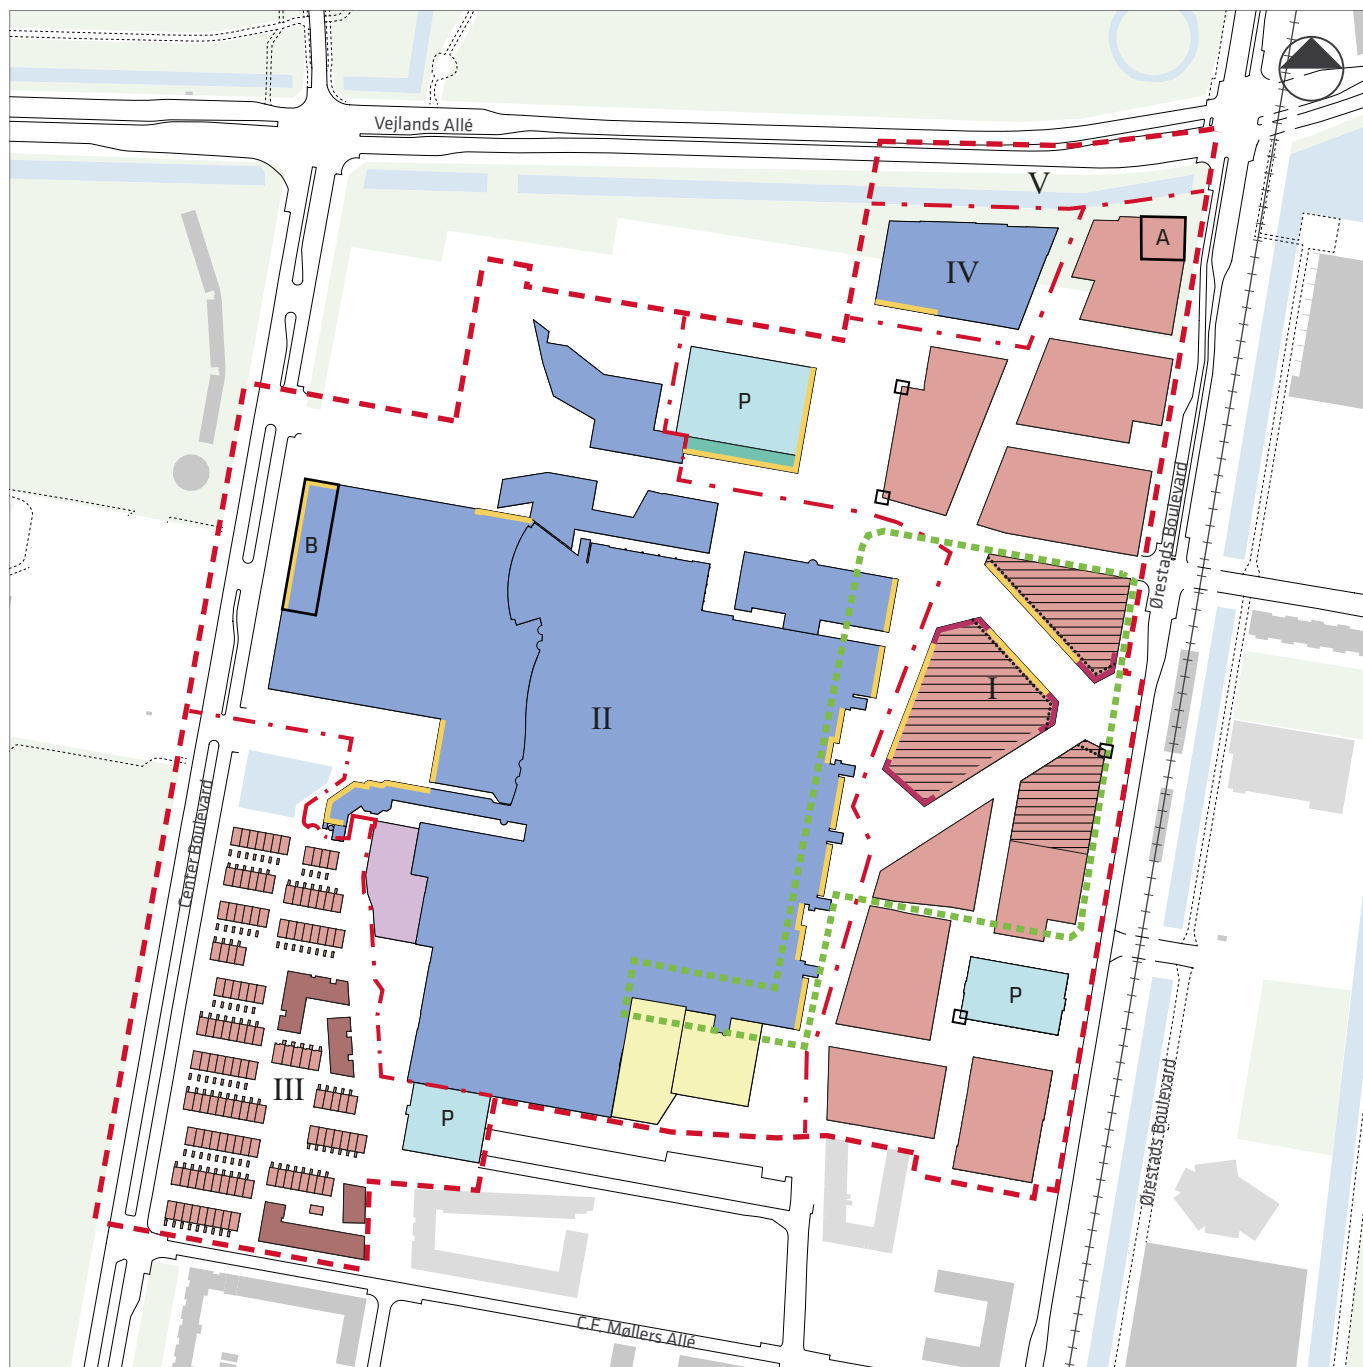 Vejlands Allé
V
A
IV
P
Ørestads Boulevard
B
I
II
Center Boulevard
P
III
P
Ørestads Boulevard
C.F. Møllers Allé